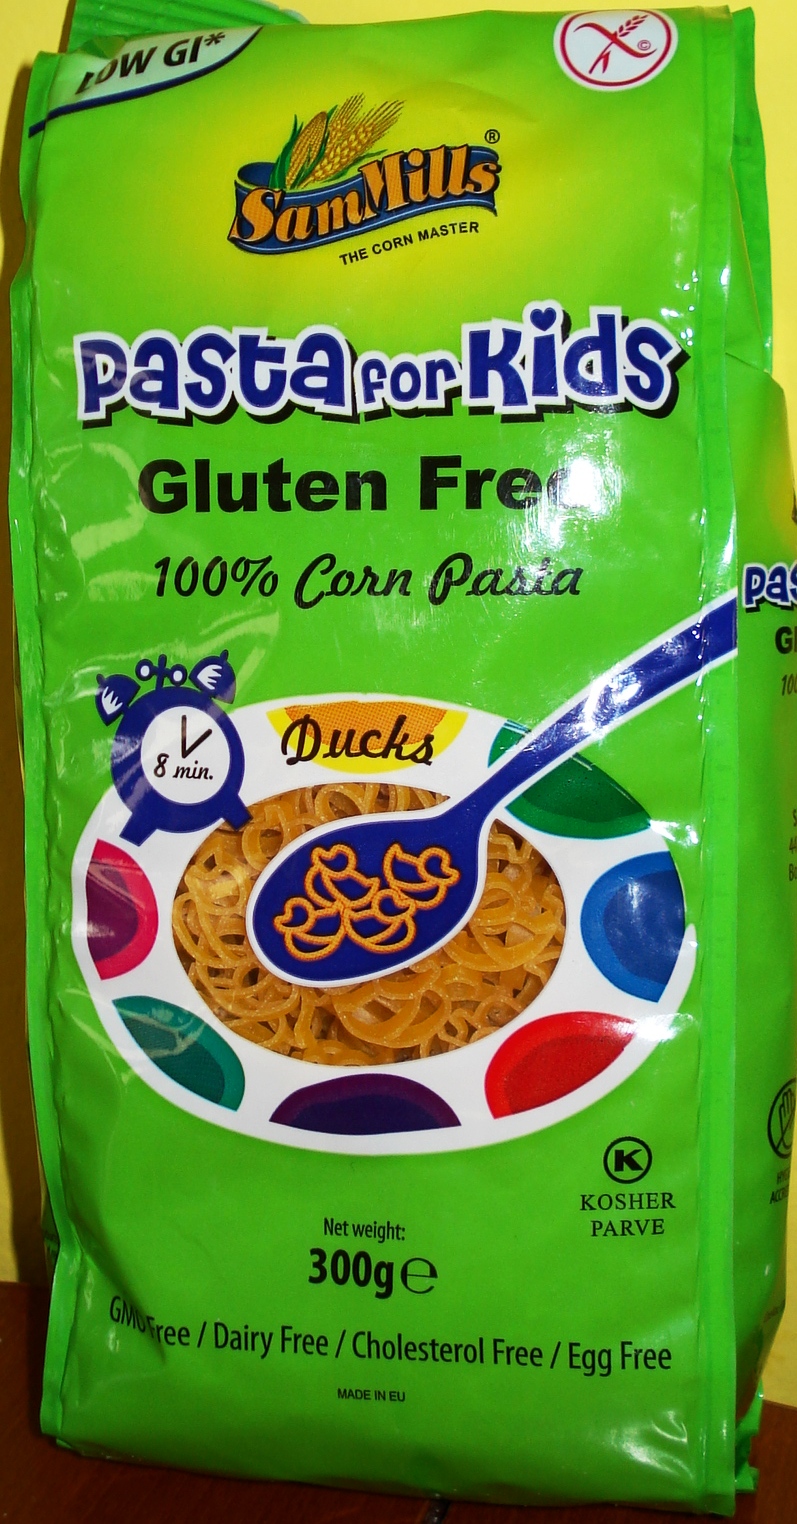 LOW GI*
©
SamMills®
THE CORN MASTER
Pasta for Kids
Gluten Free
100% Corn Pasta
8 min.
Ducks
K
KOSHER
PARVE
Net weight:
300g ℮
GMO Free / Dairy Free / Cholesterol Free / Egg Free
MADE IN EU